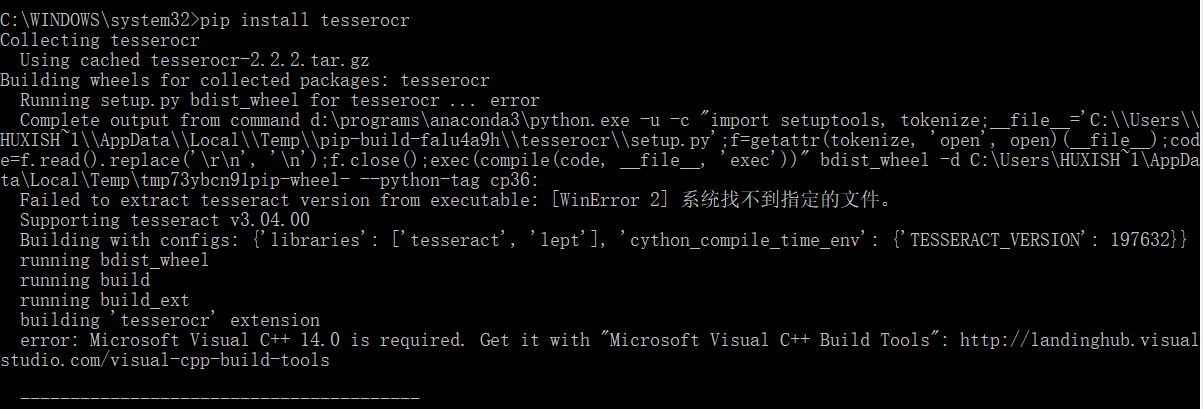 C:\WINDOWS\system32>pip install tesserocr
Collecting tesserocr
  Using cached tesserocr-2.2.2.tar.gz
Building wheels for collected packages: tesserocr
  Running setup.py bdist_wheel for tesserocr ... error
  Complete output from command d:\programs\anaconda3\python.exe -u -c "import setuptools, tokenize;__file__='C:\\Users\\
HUXISH~1\\AppData\\Local\\Temp\\pip-build-fa1u4a9h\\tesserocr\\setup.py';f=getattr(tokenize, 'open', open)(__file__);cod
e=f.read().replace('\r\n', '\n');f.close();exec(compile(code, __file__, 'exec'))" bdist_wheel -d C:\Users\HUXISH~1\AppDa
ta\Local\Temp\tmp73ybcn91pip-wheel- --python-tag cp36:
  Failed to extract tesseract version from executable: [WinError 2] 系统找不到指定的文件。
  Supporting tesseract v3.04.00
  Building with configs: {'libraries': ['tesseract', 'lept'], 'cython_compile_time_env': {'TESSERACT_VERSION': 197632}}
  running bdist_wheel
  running build
  running build_ext
  building 'tesserocr' extension
  error: Microsoft Visual C++ 14.0 is required. Get it with "Microsoft Visual C++ Build Tools": http://landinghub.visual
studio.com/visual-cpp-build-tools

  ----------------------------------------